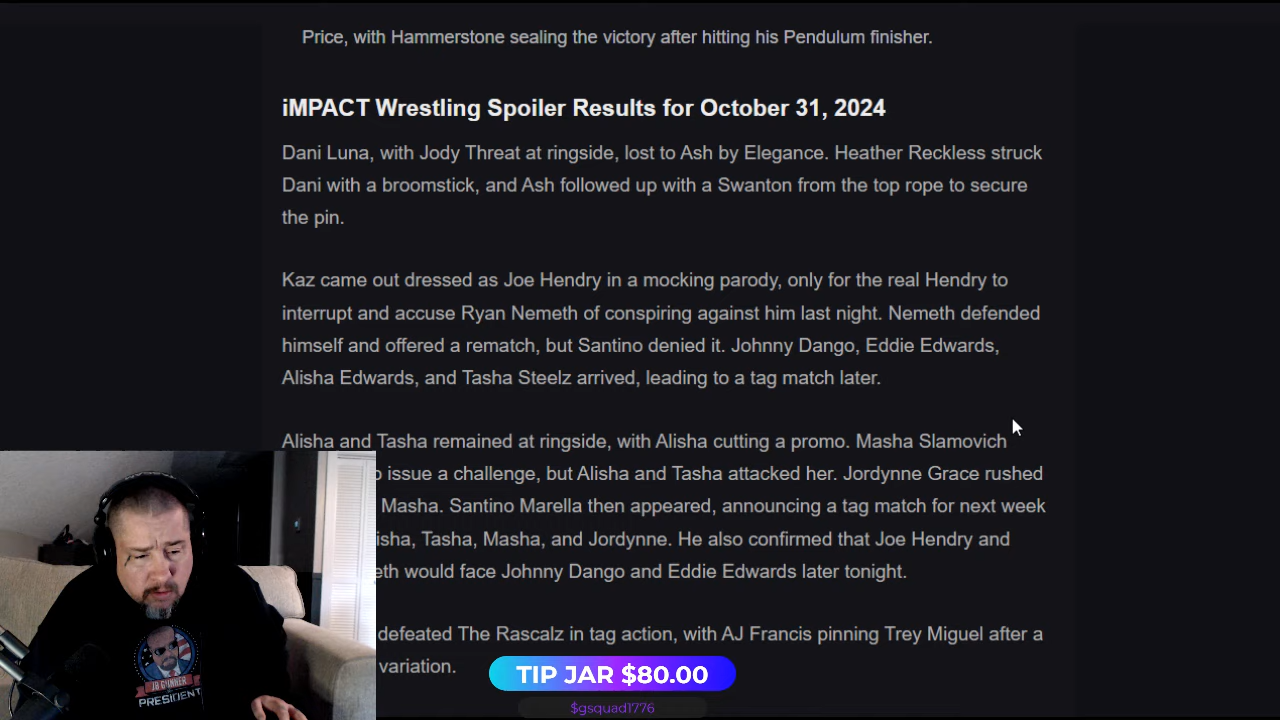 Price, with Hammerstone sealing the victory after hitting his Pendulum finisher.
iMPACT Wrestling Spoiler Results for October 31, 2024
Dani Luna, with Jody Threat at ringside, lost to Ash by Elegance. Heather Reckless struck
Dani with a broomstick, and Ash followed up with a Swanton from the top rope to secure
the pin.
Kaz came out dressed as Joe Hendry in a mocking parody, only for the real Hendry to
interrupt and accuse Ryan Nemeth of conspiring against him last night. Nemeth defended
himself and offered a rematch, but Santino denied it. Johnny Dango, Eddie Edwards,
Alisha Edwards, and Tasha Steelz arrived, leading to a tag match later.
Alisha and Tasha remained at ringside, with Alisha cutting a promo. Masha Slamovich
issue a challenge, but Alisha and Tasha attacked her. Jordynne Grace rushed
Masha. Santino Marella then appeared, announcing a tag match for next week
isha, Tasha, Masha, and Jordynne. He also confirmed that Joe Hendry and
eth would face Johnny Dango and Eddie Edwards later tonight.
defeated The Rascalz in tag action, with AJ Francis pinning Trey Miguel after a
variation.
TIP JAR $80.00
$gsquad1776
JD GUNNER
PRESIDENT